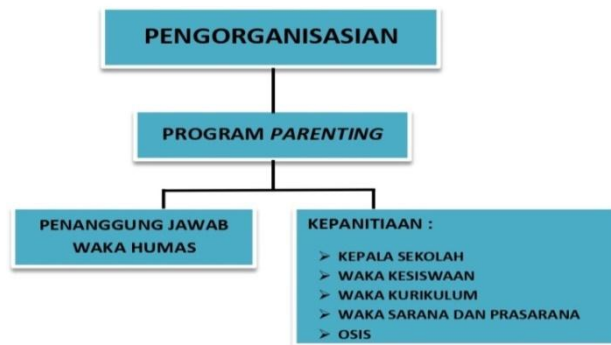 PENGORGANISASIAN
PROGRAM PARENTING
PENANGGUNG JAWAB
WAKA HUMAS
KEPANITIAAN :
➢ KEPALA SEKOLAH
➢ WAKA KESISWAAN
➢ WAKA KURIKULUM
➢ WAKA SARANA DAN PRASARANA
➢ OSIS